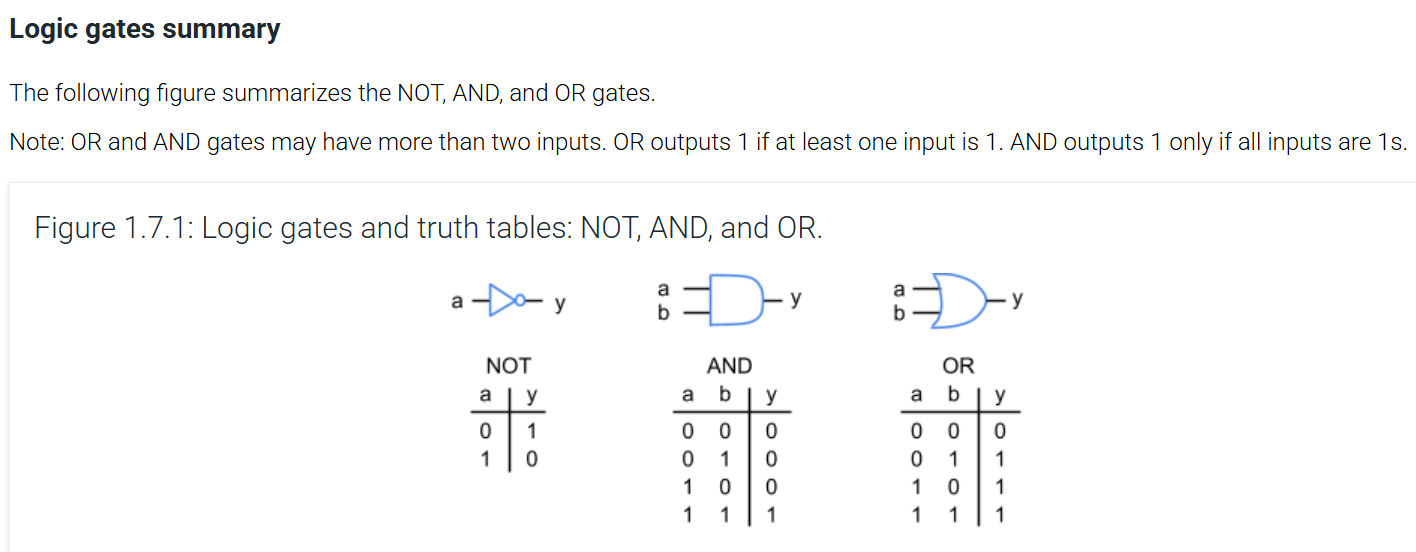 Logic gates summary
The following figure summarizes the NOT, AND, and OR gates.
Note: OR and AND gates may have more than two inputs. OR outputs 1 if at least one input is 1. AND outputs 1 only if all inputs are 1s.
Figure 1.7.1: Logic gates and truth tables: NOT, AND, and OR.
a y
a b y
a b y
NOT AND OR
a y a b y a b y
0 1 0 0 0 0 0 0
1 0 0 1 0 0 1 1
1 0 0 1 0 1
1 1 1 1 1 1